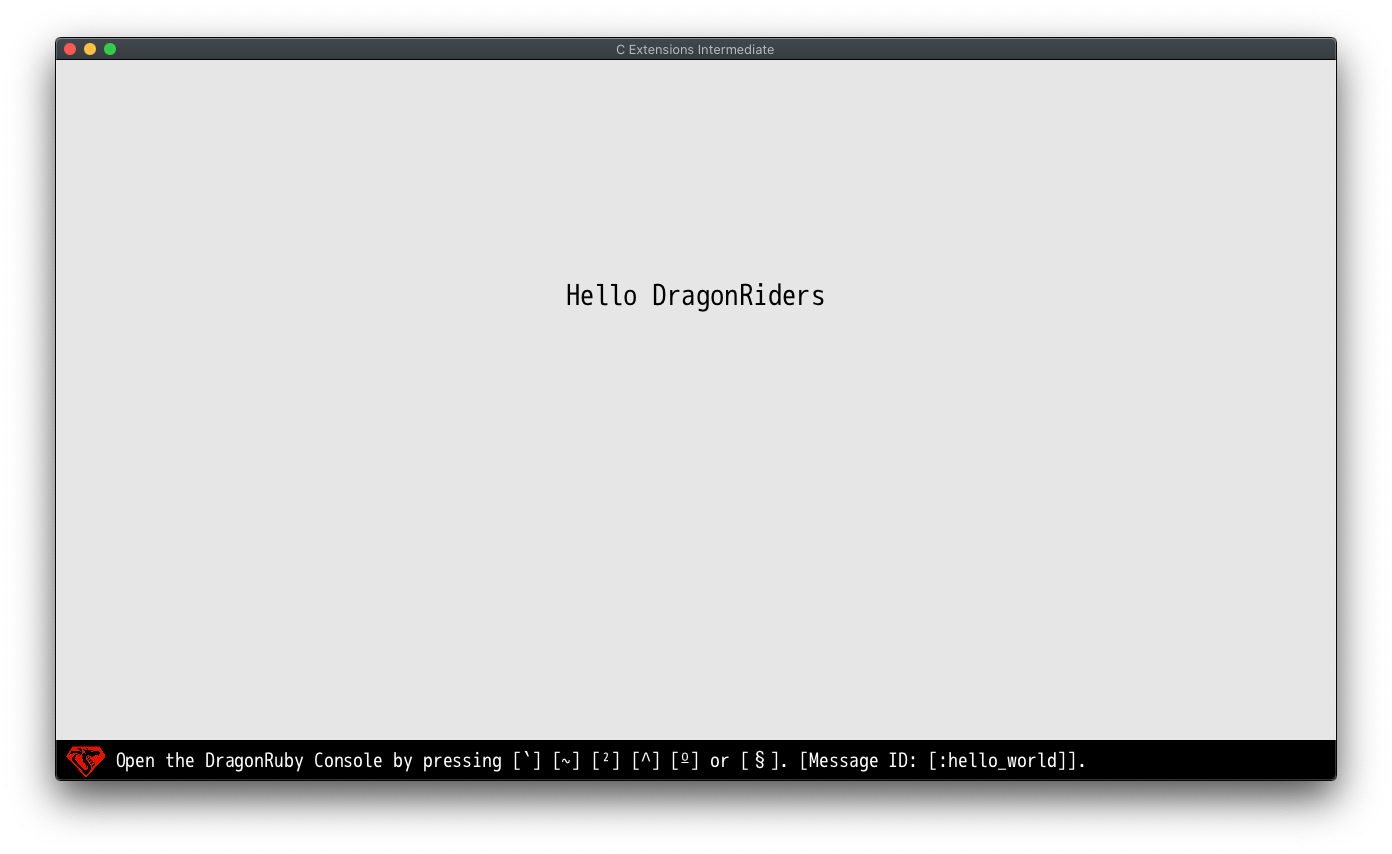 C Extensions Intermediate
Hello DragonRiders
Open the DragonRuby Console by pressing [`] [~] [²] [^] [º] or [§]. [Message ID: [:hello_world]].